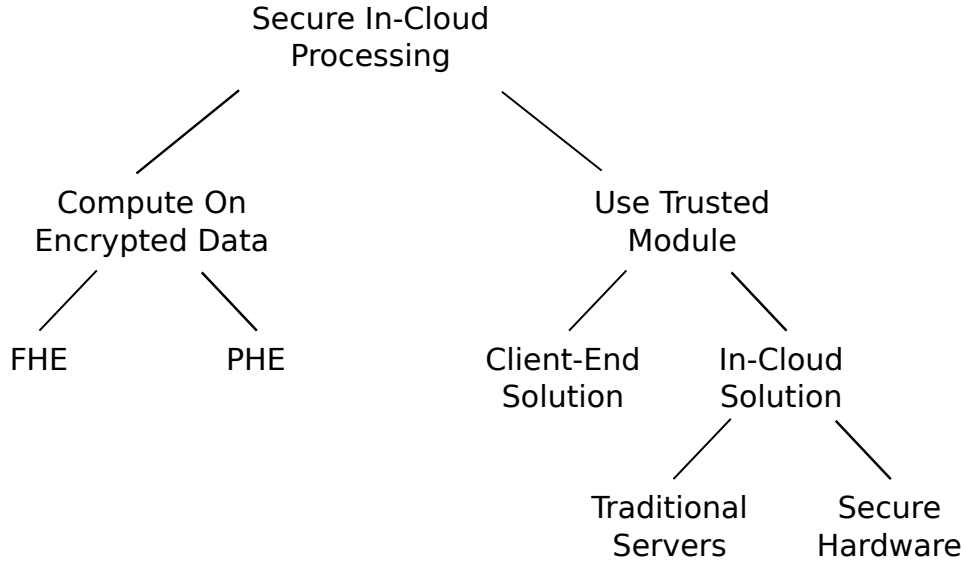 Secure In-Cloud
Processing
Compute On
Encrypted Data
Use Trusted
Module
FHE
PHE
Client-End
Solution
In-Cloud
Solution
Traditional
Servers
Secure
Hardware